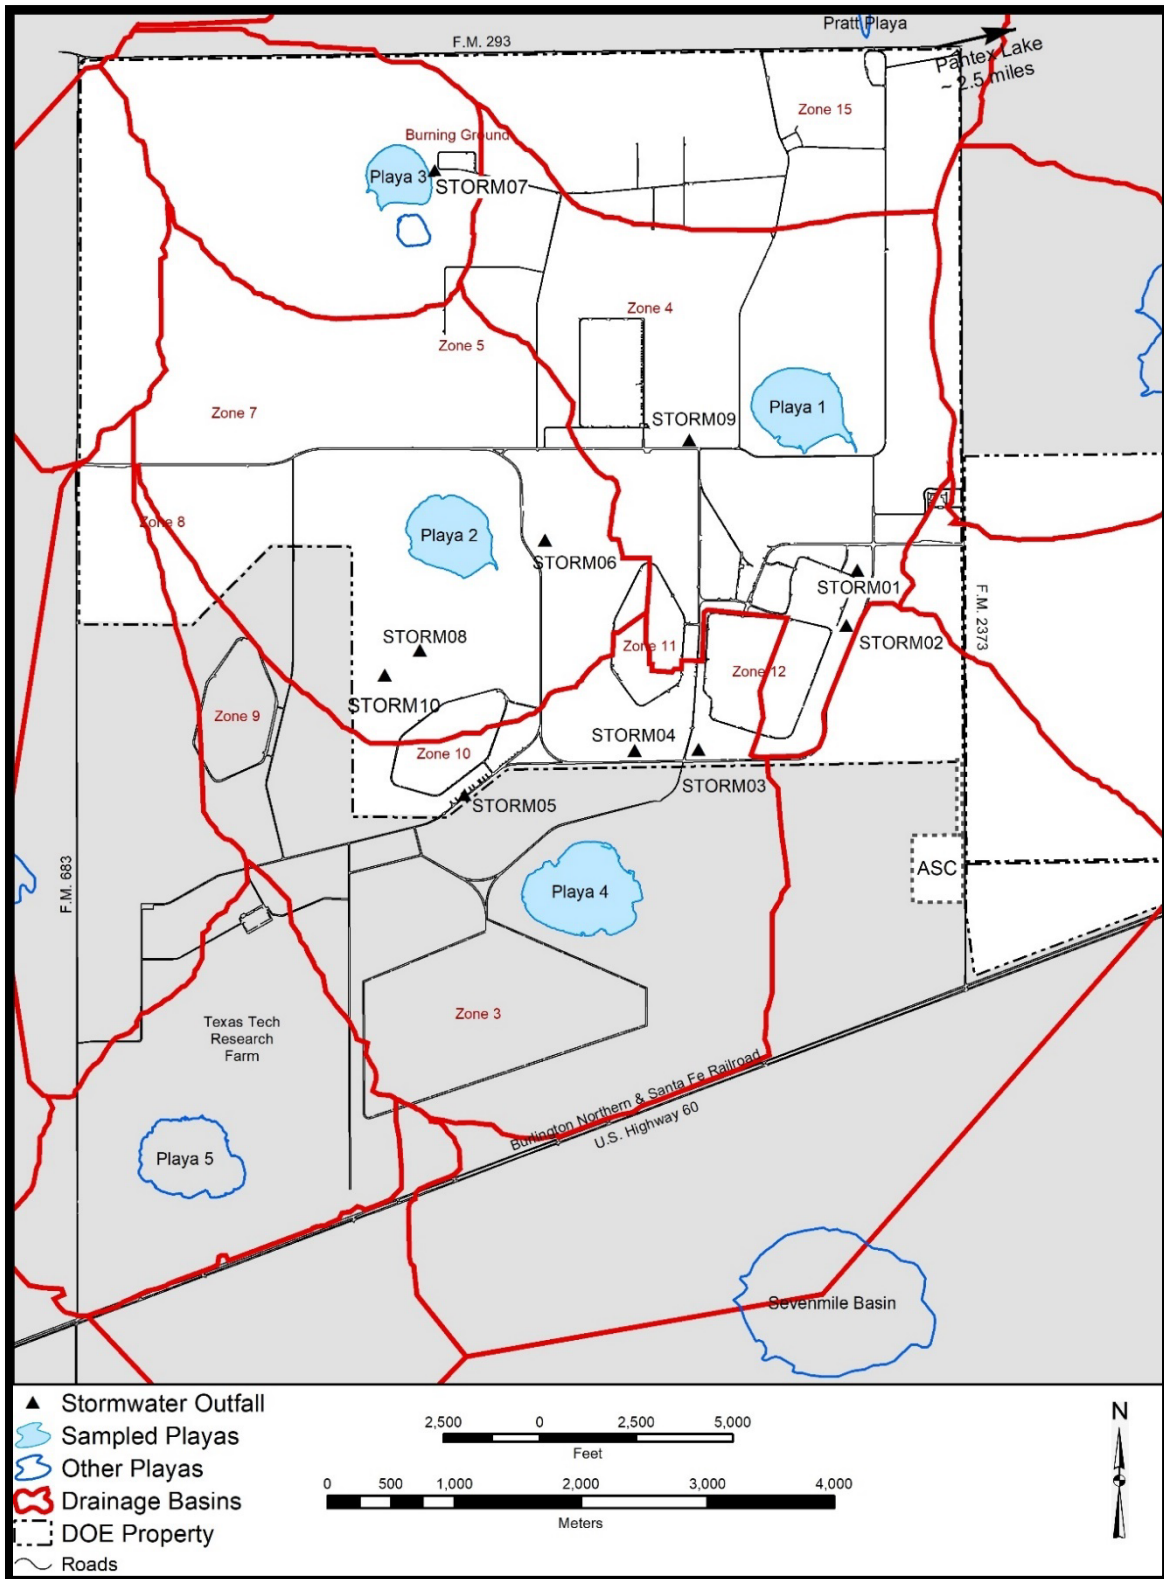 Pratt Playa
F.M. 293
Pantex Lake
~ 2.5 miles
Zone 15
Burning Ground
Playa 3
STORM07
Zone 4
Zone 5
Zone 7
Playa 1
STORM09
Zone 8
Playa 2
STORM06
STORM01
F.M. 2373
STORM08
STORM02
Zone 11
Zone 12
STORM10
Zone 9
STORM04
Zone 10
STORM03
STORM05
F.M. 683
ASC
Playa 4
Zone 3
Texas Tech
Research
Farm
Burlington Northern & Santa Fe Railroad
U.S. Highway 60
Playa 5
Sevenmile Basin
Stormwater Outfall
Sampled Playas
Other Playas
Drainage Basins
DOE Property
Roads
2,500 0 2,500 5,000
Feet
0 500 1,000 2,000 3,000 4,000
Meters
N